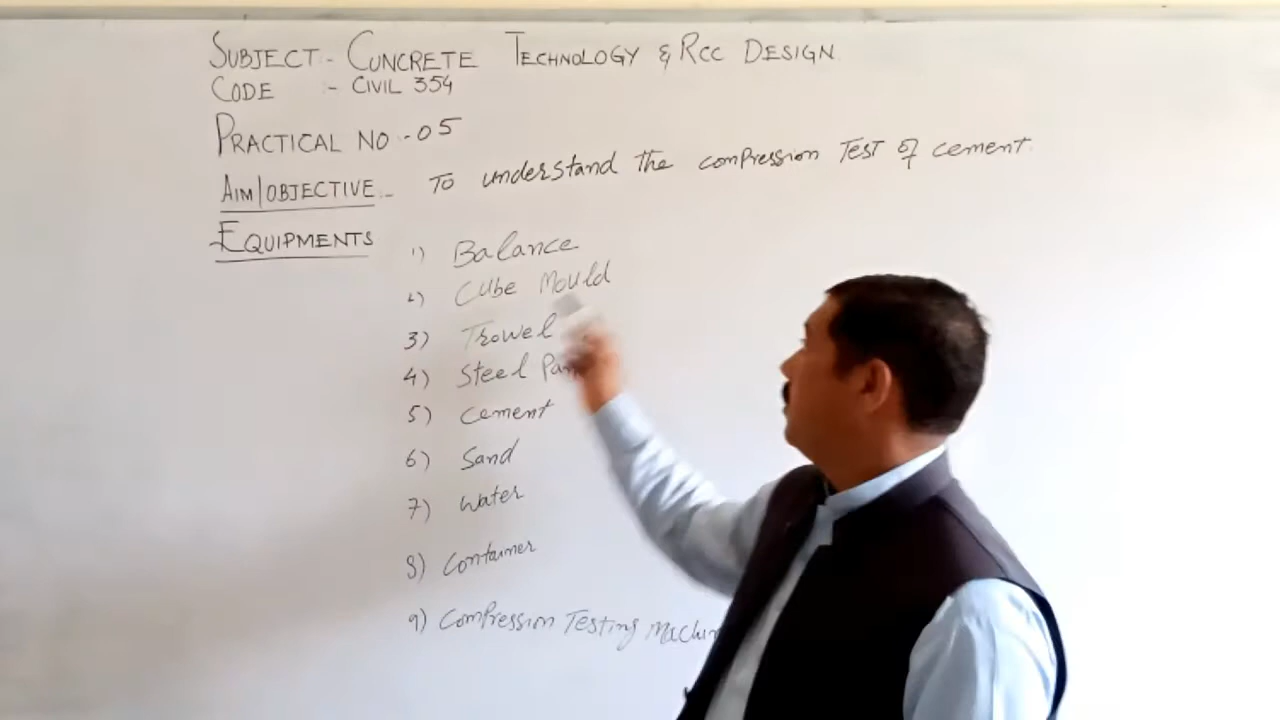 SUBJECT :- CONCRETE TECHNOLOGY & RCC DESIGN
CODE :- CIVIL 354
PRACTICAL NO :- 05
AIM/OBJECTIVE :- To understand the compression Test of cement.
EQUIPMENTS
1) Balance
2) Cube Mould
3) Trowel
4) Steel Pan
5) Cement
6) Sand
7) Water
8) Container
9) Compression Testing Machin